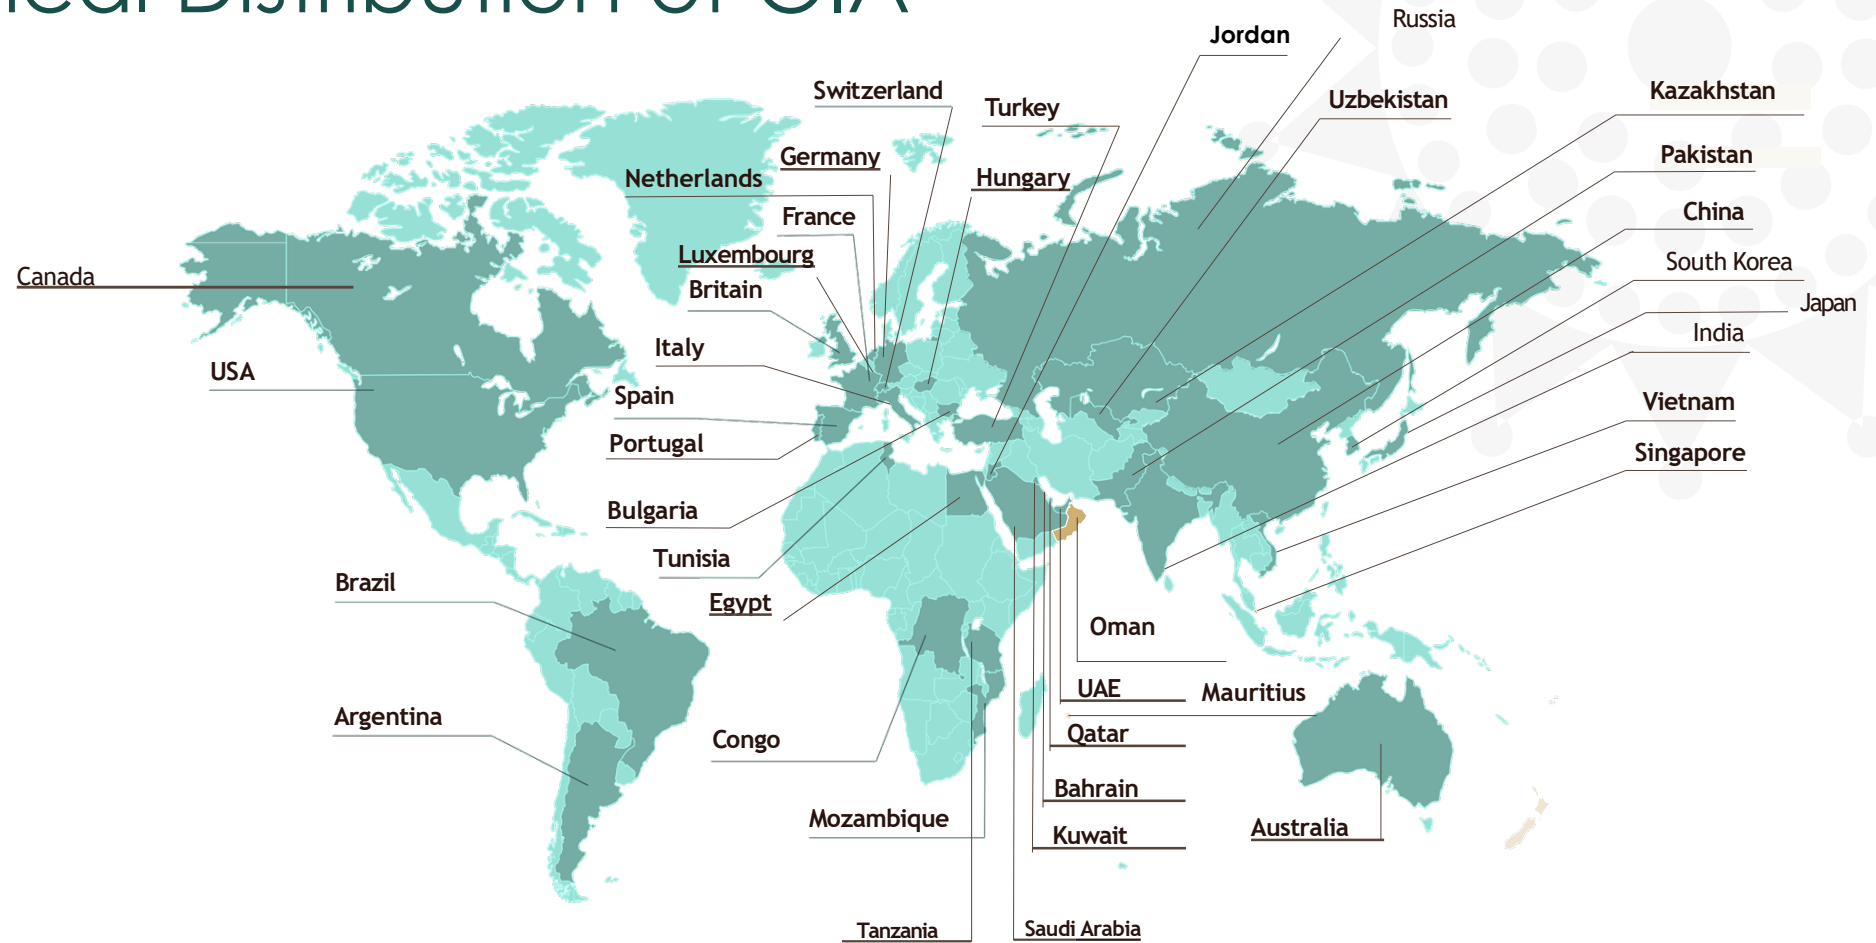 Distribution of
Russia
Jordan
Switzerland
Kazakhstan
Turkey
Uzbekistan
Germany
Pakistan
Netherlands
Hungary
France
China
Luxembourg
South Korea
Canada
Britain
Japan
India
Italy
USA
Spain
Vietnam
Portugal
Singapore
Bulgaria
Tunisia
Brazil
Egypt
Oman
UAE
Mauritius
Argentina
Congo
Qatar
Bahrain
Mozambique
Kuwait
Australia
Tanzania
Saudi Arabia